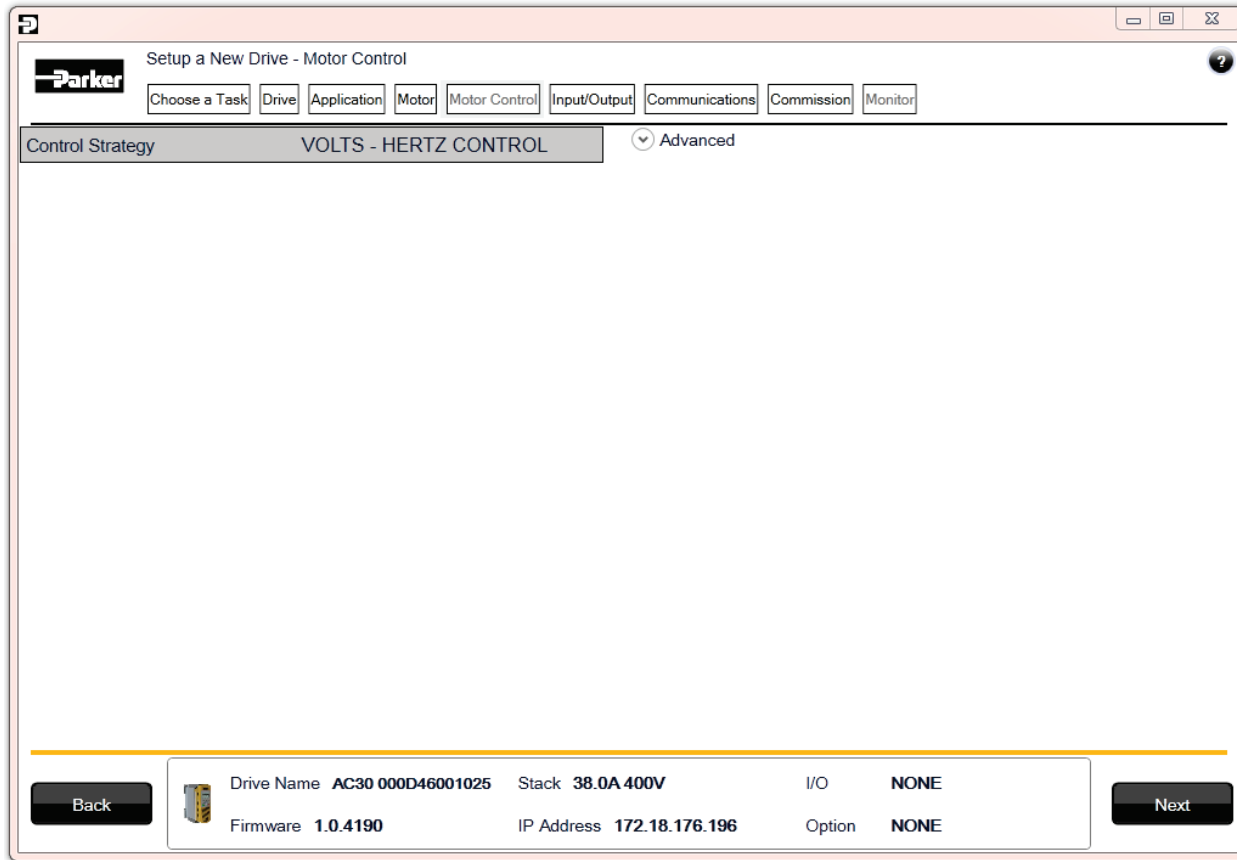 Parker
Setup a New Drive - Motor Control
?
Choose a Task Drive Application Motor Motor Control Input/Output Communications Commission Monitor
Control Strategy VOLTS - HERTZ CONTROL Advanced
Back
Drive Name AC30 000D46001025 Stack 38.0A 400V I/O NONE
Firmware 1.0.4190 IP Address 172.18.176.196 Option NONE
Next